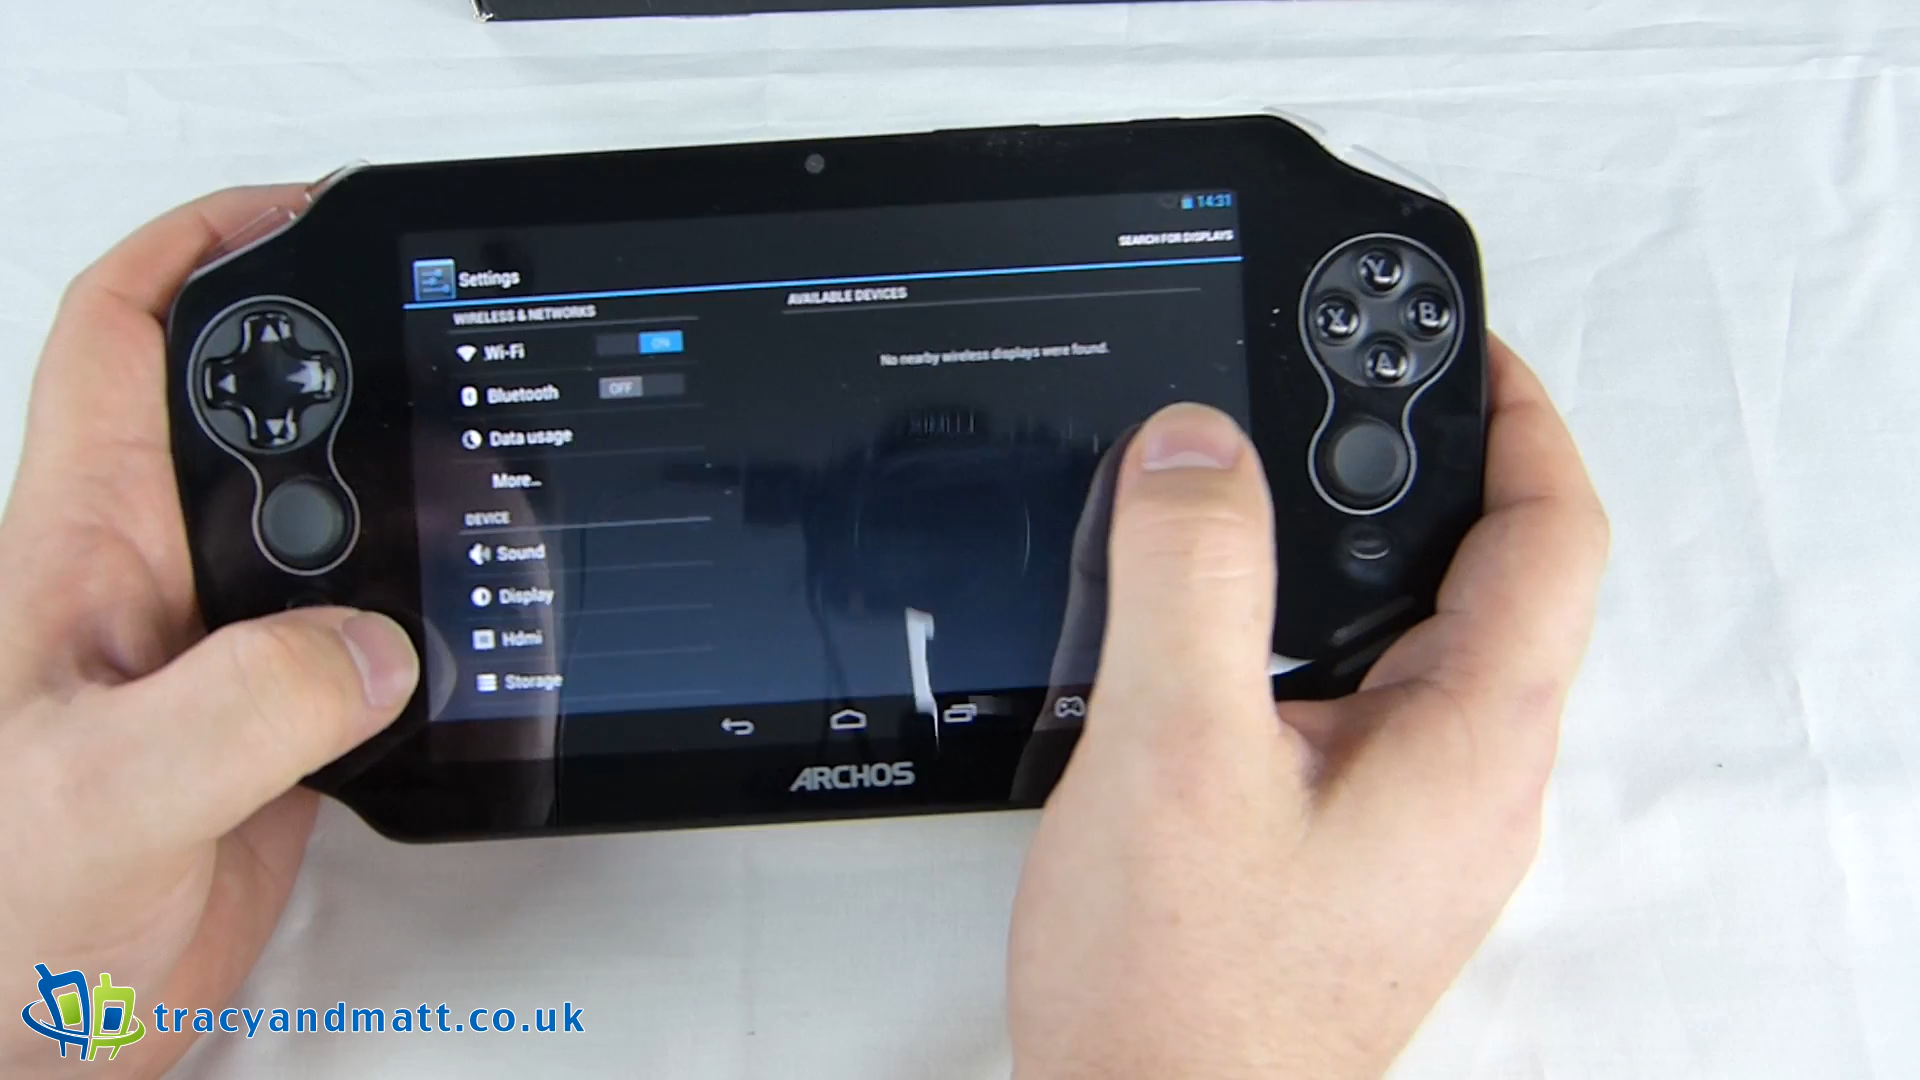 14:31
SEARCH FOR DISPLAYS
Settings
WIRELESS & NETWORKS
AVAILABLE DEVICES
Wi-Fi
ON
No nearby wireless displays were found.
Bluetooth
OFF
Data usage
More...
DEVICE
Sound
Display
Hdmi
Storage
Y
X
B
A
ARCHOS
tracyandmatt.co.uk